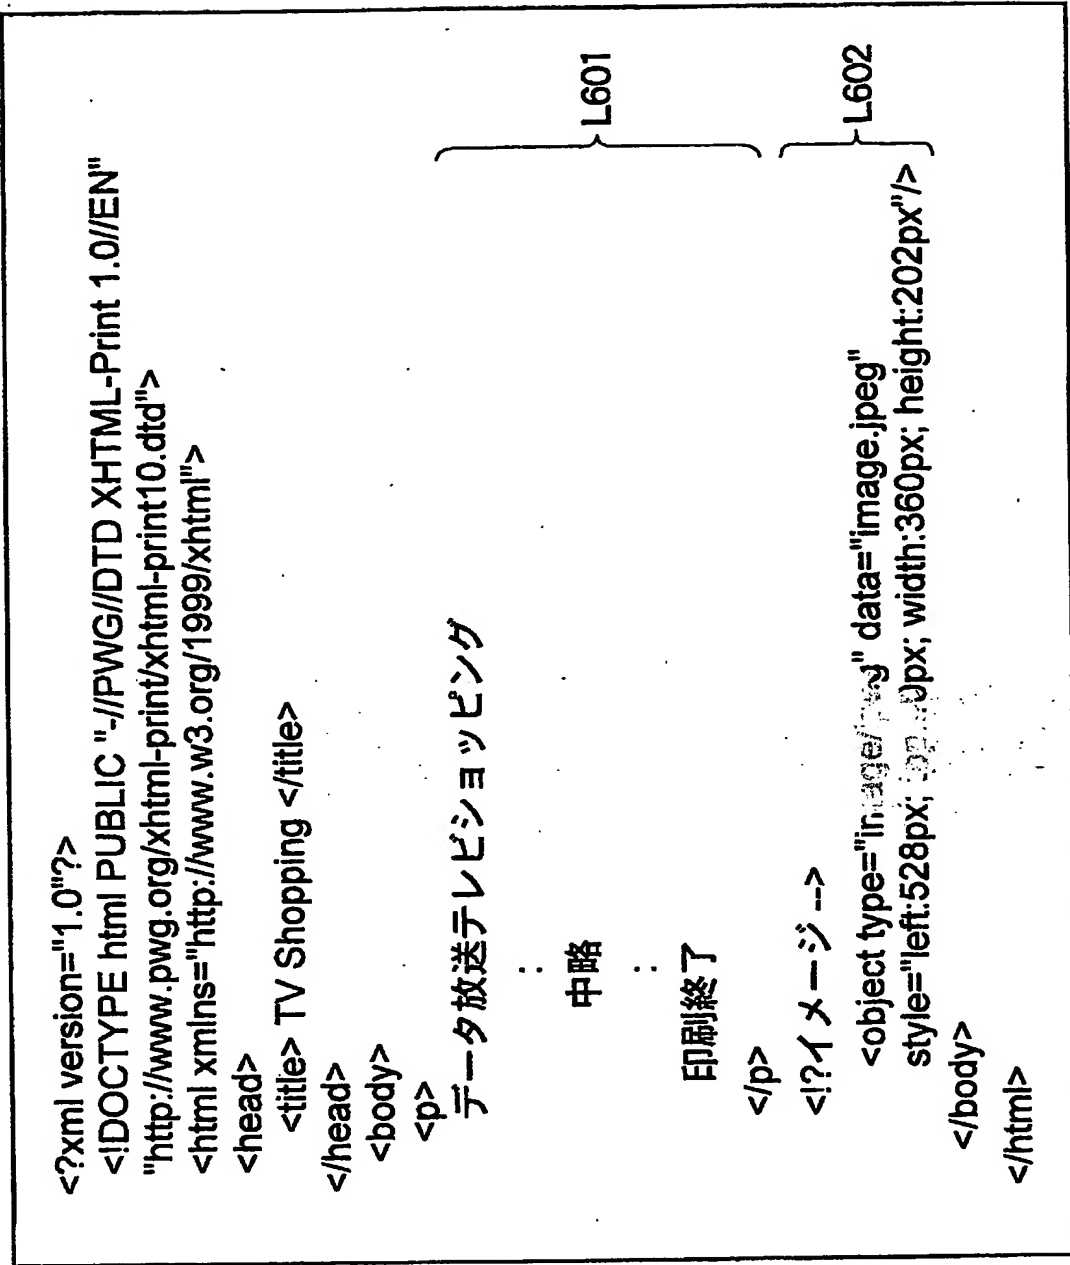 <?xml version="1.0"?>
<!DOCTYPE html PUBLIC "-//PWG//DTD XHTML-Print 1.0//EN"
"http://www.pwg.org/xhtml-print/xhtml-print10.dtd">
<html xmlns="http://www.w3.org/1999/xhtml">
<head>
<title> TV Shopping </title>
</head>
<body>
<p>
データ放送テレビショッピング
:
中略
:
印刷終了
</p>
L601
<!?イメージ -->
<object type= data="image.jpeg"
style="left:528px; width:360px; height:202px"/>
L602
</body>
</html>